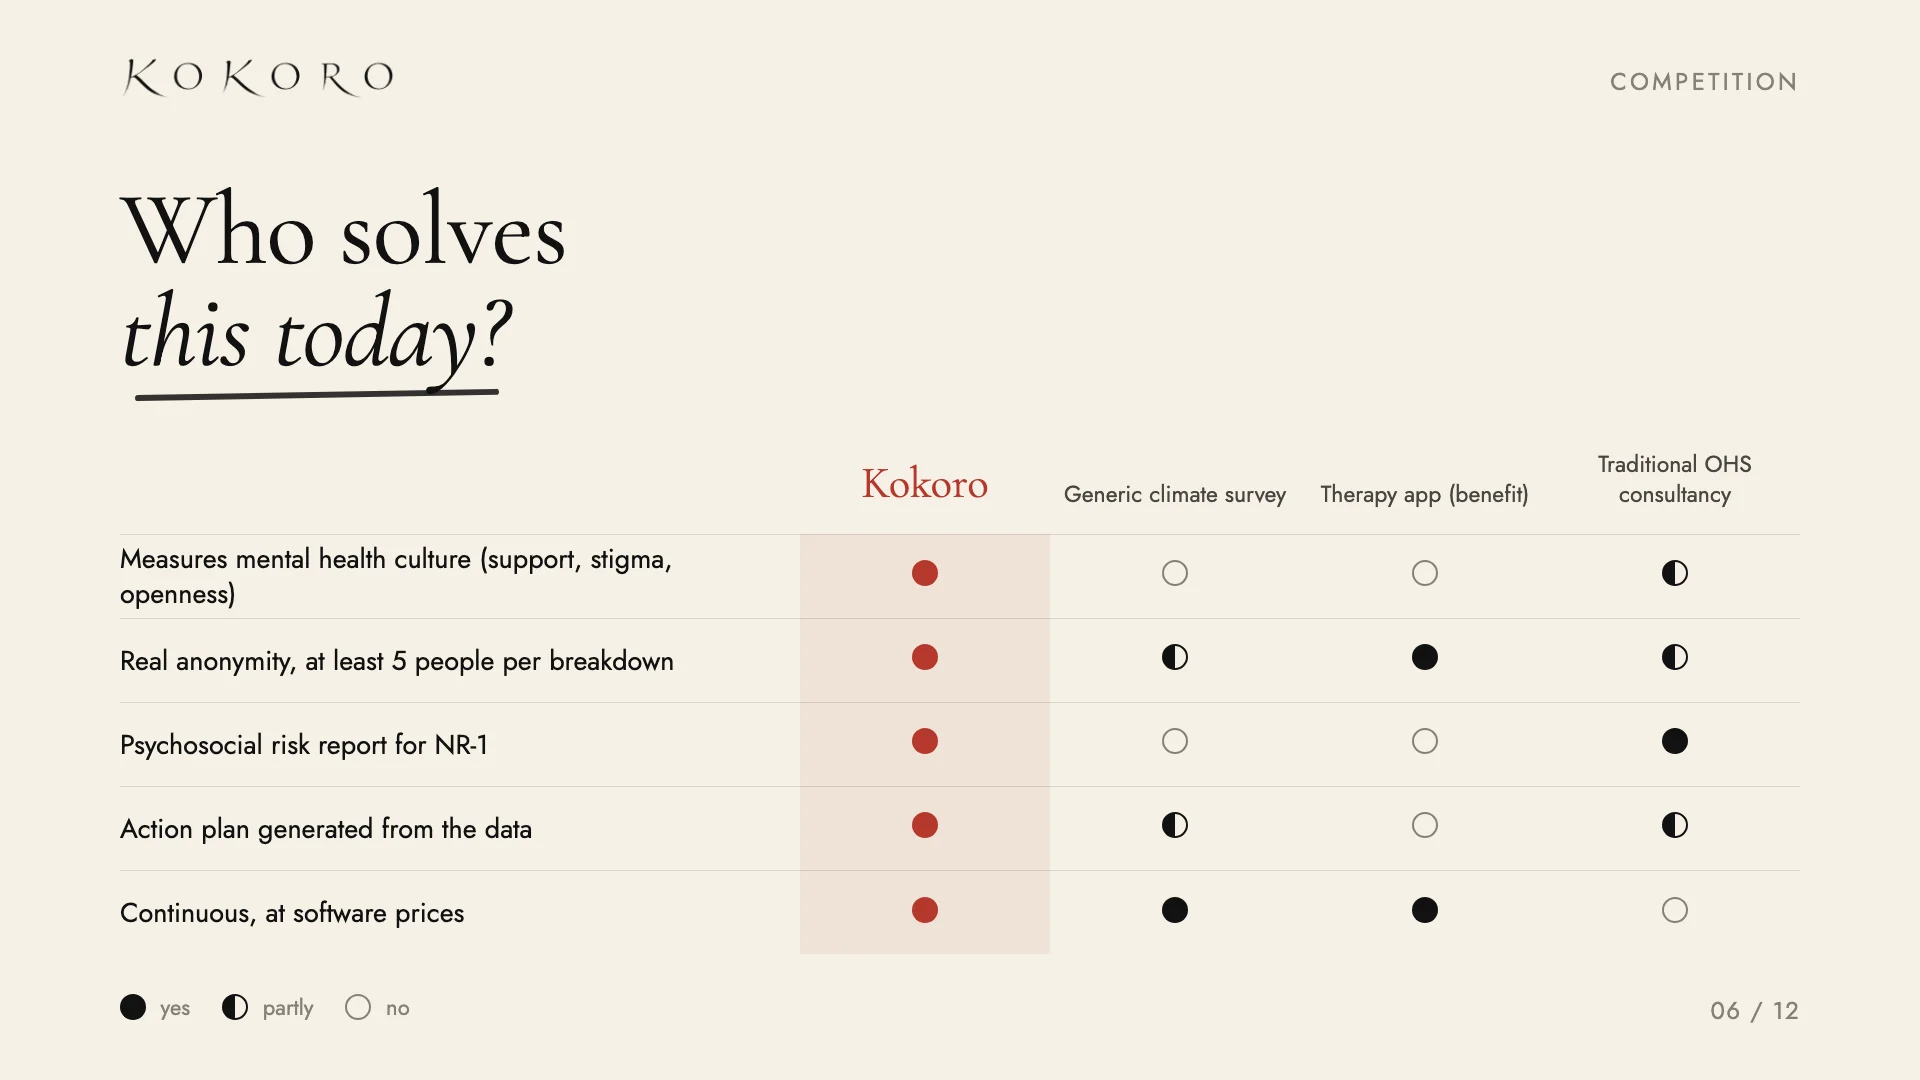 KOKORO
COMPETITION
Who solves
this today?
Kokoro
Generic climate survey
Therapy app (benefit)
Traditional OHS
consultancy
Measures mental health culture (support, stigma,
openness)
Real anonymity, at least 5 people per breakdown
Psychosocial risk report for NR-1
Action plan generated from the data
Continuous, at software prices
yes
partly
no
06 / 12